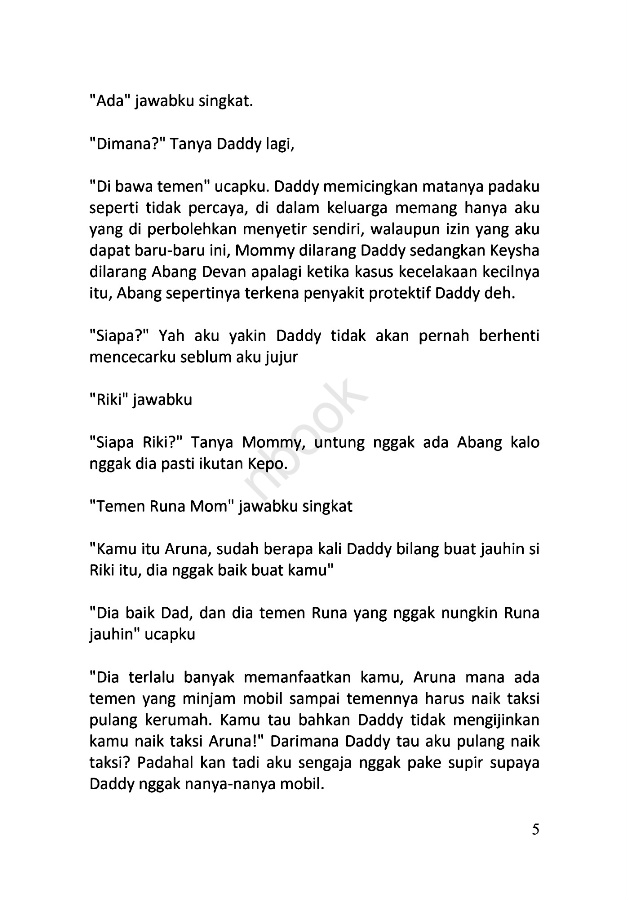 "Ada" jawabku singkat.
"Dimana?" Tanya Daddy lagi,
"Di bawa temen" ucapku. Daddy memicingkan matanya padaku
seperti tidak percaya, di dalam keluarga memang hanya aku
yang di perbolehkan menyetir sendiri, walaupun izin yang aku
dapat baru-baru ini, Mommy dilarang Daddy sedangkan Keysha
dilarang Abang Devan apalagi ketika kasus kecelakaan kecilnya
itu, Abang sepertinya terkena penyakit protektif Daddy deh.
"Siapa?" Yah aku yakin Daddy tidak akan pernah berhenti
mencecarku seblum aku jujur
"Riki" jawabku
"Siapa Riki?" Tanya Mommy, untung nggak ada Abang kalo
nggak dia pasti ikutan Kepo.
"Temen Runa Mom" jawabku singkat
"Kamu itu Aruna, sudah berapa kali Daddy bilang buat jauhin si
Riki itu, dia nggak baik buat kamu"
"Dia baik Dad, dan dia temen Runa yang nggak nungkin Runa
jauhin" ucapku
"Dia terlalu banyak memanfaatkan kamu, Aruna mana ada
temen yang minjam mobil sampai temennya harus naik taksi
pulang kerumah. Kamu tau bahkan Daddy tidak mengijinkan
kamu naik taksi Aruna!" Darimana Daddy tau aku pulang naik
taksi? Padahal kan tadi aku sengaja nggak pake supir supaya
Daddy nggak nanya-nanya mobil.
nbook
5